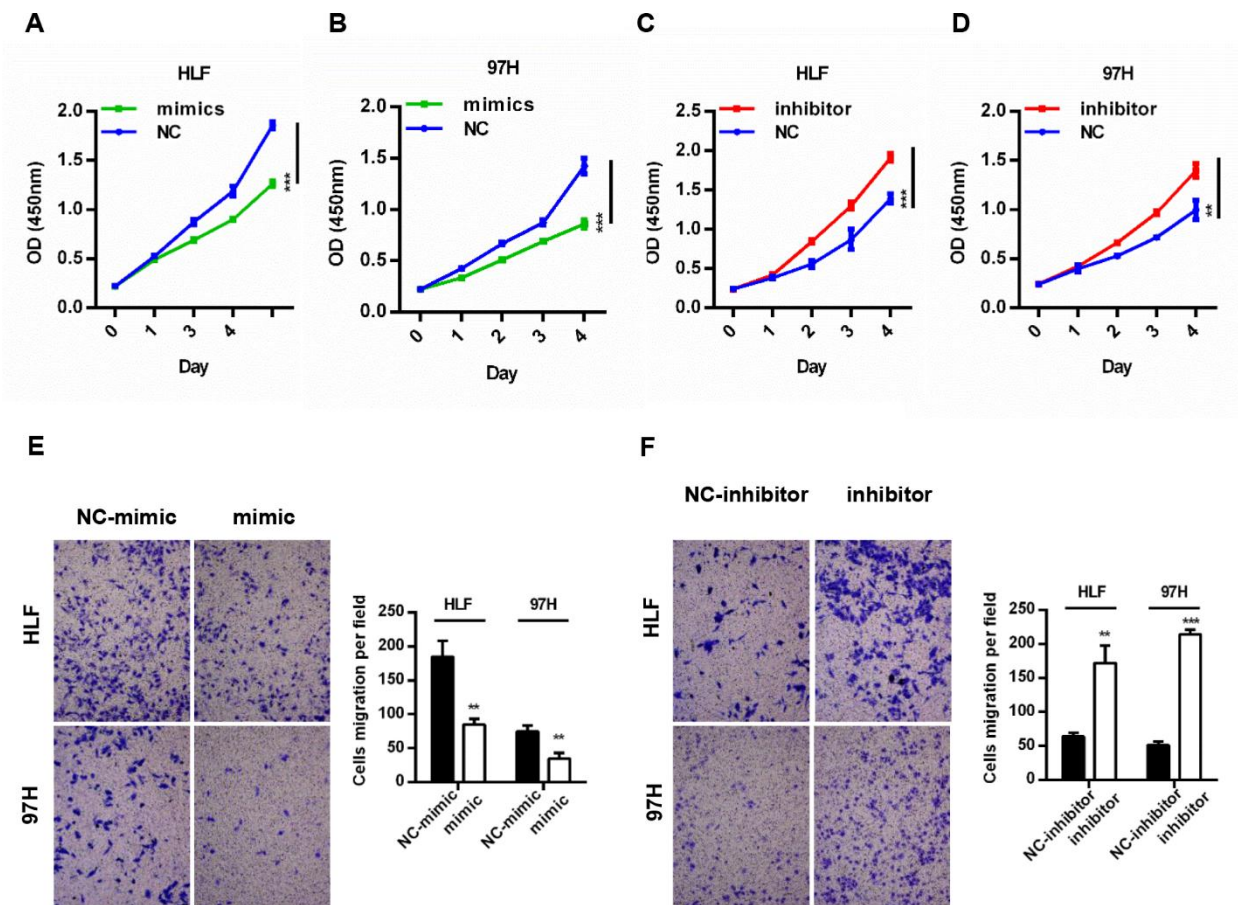 A
HLF
mimics
NC
OD (450nm)
2.0
1.5
1.0
0.5
0.0
***
0 1 3 4
Day
B
97H
mimics
NC
OD (450nm)
2.0
1.5
1.0
0.5
0.0
***
0 1 2 3 4
Day
C
HLF
inhibitor
NC
OD (450nm)
2.5
2.0
1.5
1.0
0.5
0.0
***
0 1 2 3 4
Day
D
97H
inhibitor
NC
OD (450nm)
2.0
1.5
1.0
0.5
0.0
**
0 1 2 3 4
Day
E
NC-mimic mimic
HLF
97H
Cells migration per field
250
200
150
100
50
0
HLF 97H
**
**
NC-mimic mimic NC-mimic mimic
F
NC-inhibitor inhibitor
HLF
97H
Cells migration per field
250
200
150
100
50
0
HLF 97H
**
***
NC-inhibitor inhibitor NC-inhibitor inhibitor